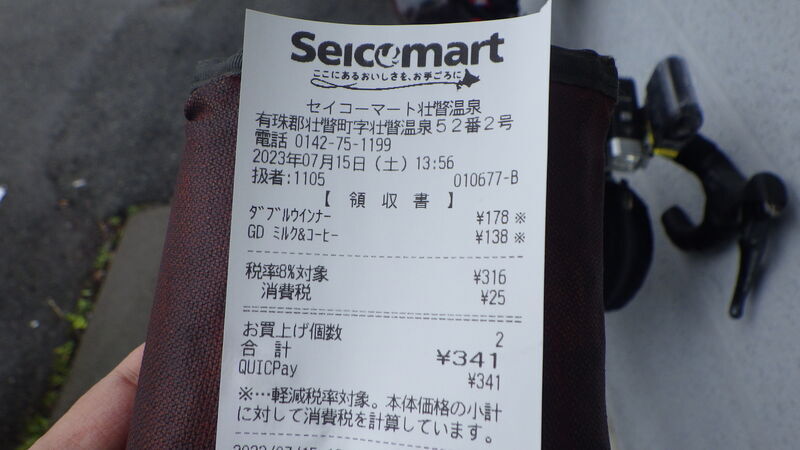 Seicomart
ここにあるおいしさを、お手ごろに
セイコーマート壮瞥温泉
有珠郡壮瞥町字壮瞥温泉52番2号
電話 0142-75-1199
2023年07月15日(土) 13:56
扱者:1105 010677-B
【 領 収 書 】
ダブルウインナー ¥178 ※
GD ミルク&コーヒー ¥138 ※
税率8%対象 ¥316
消費税 ¥25
お買上げ個数 2
合 計 ¥341
QUICPay ¥341
※…軽減税率対象。本体価格の小計
に対して消費税を計算しています。